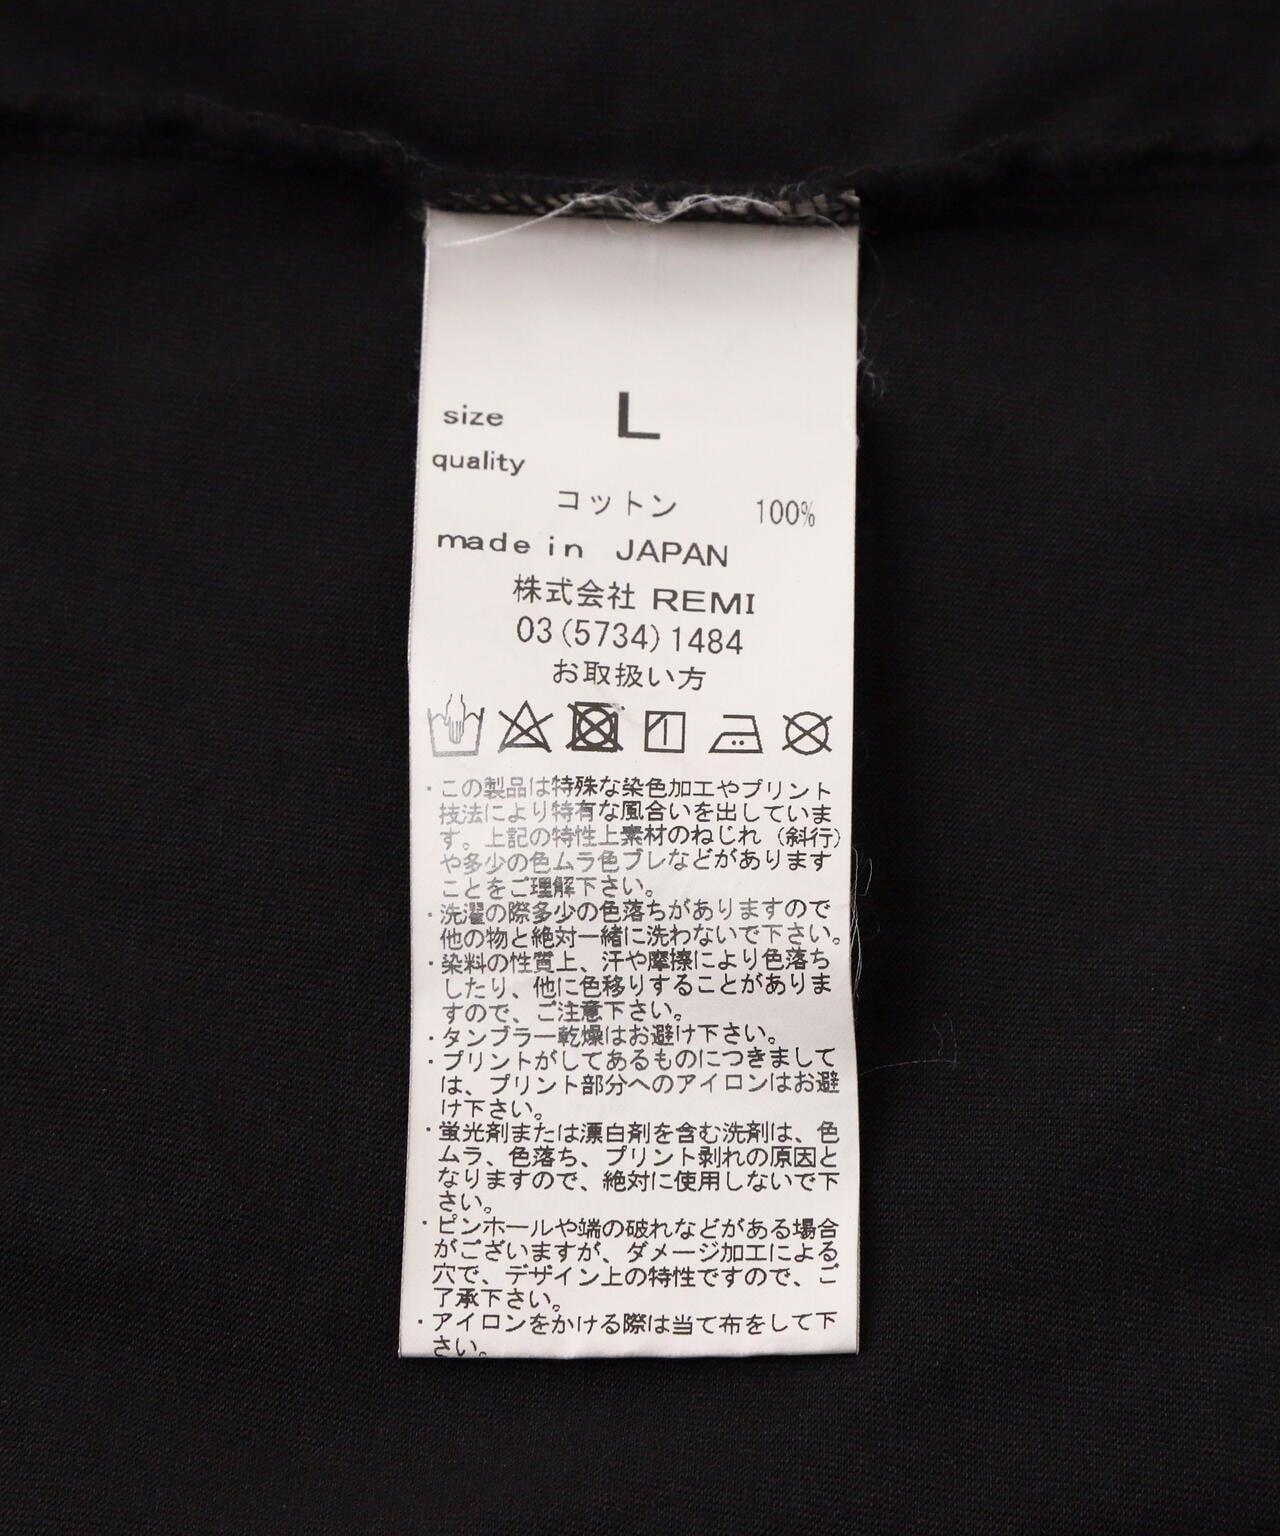 size L
quality
コットン 100%
made in JAPAN
株式会社 REMI
03(5734)1484
お取扱い方
・この製品は特殊な染色加工やプリント
技法により特有な風合いを出していま
す。上記の特性上素材のねじれ(斜行)
や多少の色ムラ色ブレなどがあります
ことをご理解下さい。
・洗濯の際多少の色落ちがありますので
他の物と絶対一緒に洗わないで下さい。
・染料の性質上、汗や摩擦により色落ち
したり、他に色移りすることがありま
すので、ご注意下さい。
・タンブラー乾燥はお避け下さい。
・プリントがしてあるものにつきまして
は、プリント部分へのアイロンはお避
け下さい。
・蛍光剤または漂白剤を含む洗剤は、色
ムラ、色落ち、プリント剥れの原因と
なりますので、絶対に使用しないで下
さい。
・ピンホールや端の破れなどがある場合
がございますが、ダメージ加工による
穴で、デザイン上の特性ですので、ご
了承下さい。
・アイロンをかける際は当て布をして下
さい。